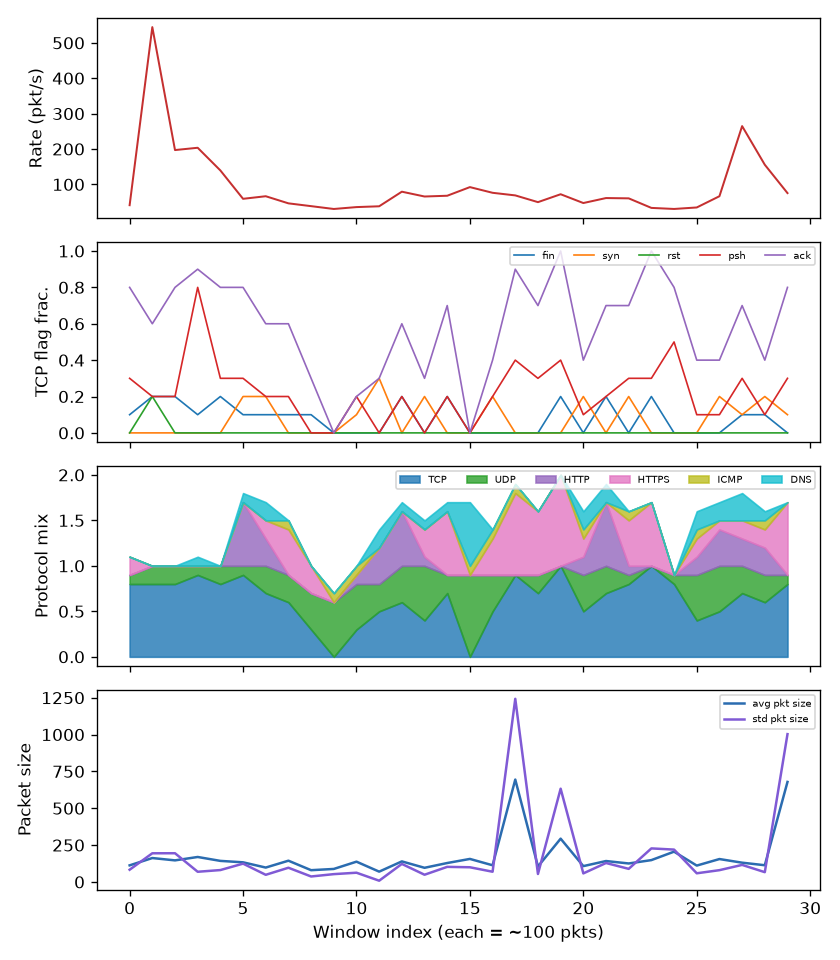 500
400
300
200
100
Rate (pkt/s)
fin syn rst psh ack
1.0
0.8
0.6
0.4
0.2
0.0
TCP flag frac.
TCP UDP HTTP HTTPS ICMP DNS
2.0
1.5
1.0
0.5
0.0
Protocol mix
avg pkt size
std pkt size
1250
1000
750
500
250
0
Packet size
0 5 10 15 20 25 30
Window index (each = ~100 pkts)